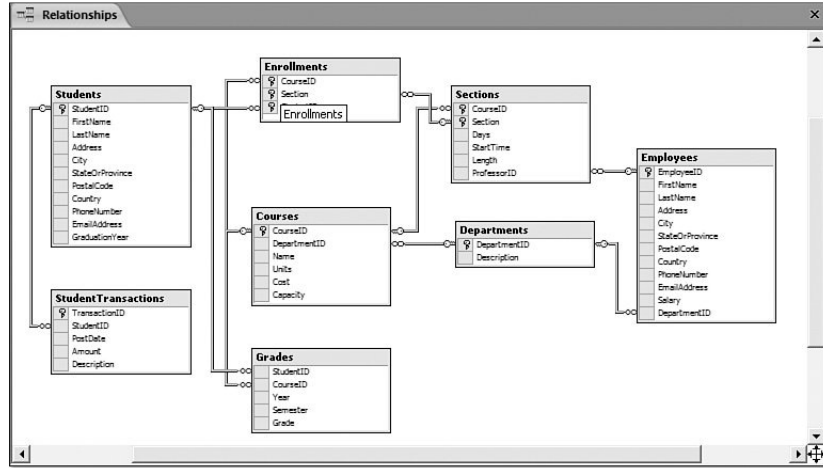 Relationships
Students
StudentID
FirstName
LastName
Address
City
StateOrProvince
PostalCode
Country
PhoneNumber
EmailAddress
GraduationYear
StudentTransactions
TransactionID
StudentID
PostDate
Amount
Description
Enrollments
CourseID
Section
Enrollments
Courses
CourseID
DepartmentID
Name
Units
Cost
Capacity
Grades
StudentID
CourseID
Year
Semester
Grade
Sections
CourseID
Section
Days
StartTime
Length
ProfessorID
Departments
DepartmentID
Description
Employees
EmployeeID
FirstName
LastName
Address
City
StateOrProvince
PostalCode
Country
PhoneNumber
EmailAddress
Salary
DepartmentID